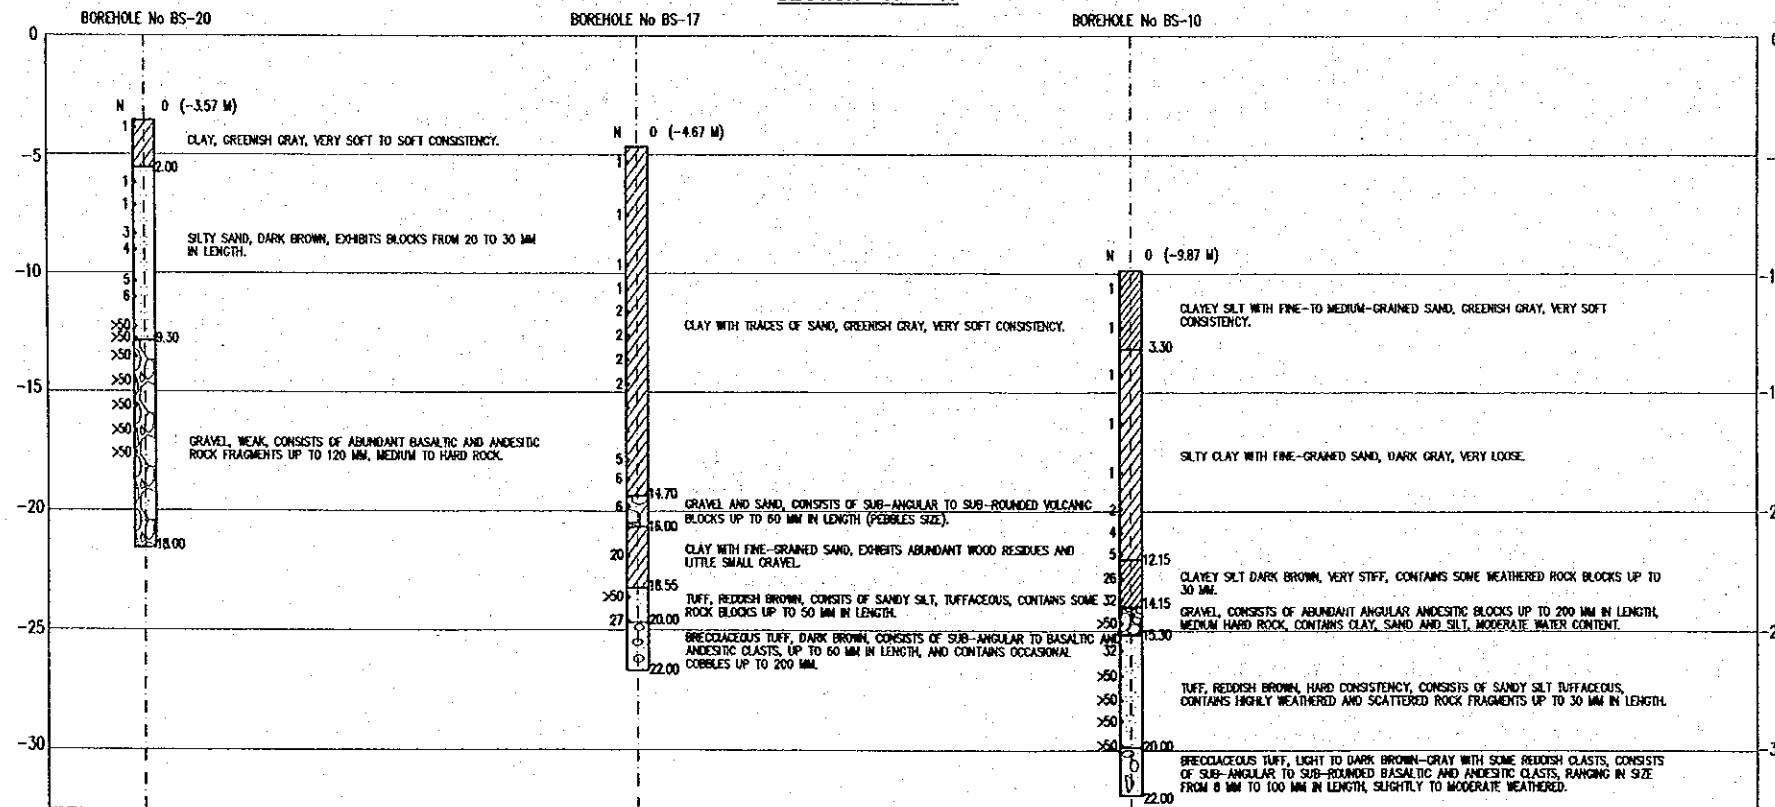 BOREHOLE No BS-20
BOREHOLE No BS-17
BOREHOLE No BS-10
0
-5
-10
-15
-20
-25
-30
N 0 (-3.57 M)
1
CLAY, GREENISH GRAY, VERY SOFT TO SOFT CONSISTENCY.
2.00
1
1
3
4
5
6
>50
>50
SILTY SAND, DARK BROWN, EXHIBITS BLOCKS FROM 20 TO 30 MM
IN LENGTH.
9.30
>50
>50
>50
>50
>50
GRAVEL, WEAK, CONSISTS OF ABUNDANT BASALTIC AND ANDESITIC
ROCK FRAGMENTS UP TO 120 MM, MEDIUM TO HARD ROCK.
18.00
N 0 (-4.67 M)
1
1
1
1
2
2
2
2
5
6
CLAY WITH TRACES OF SAND, GREENISH GRAY, VERY SOFT CONSISTENCY.
14.70
6
GRAVEL AND SAND, CONSISTS OF SUB-ANGULAR TO SUB-ROUNDED VOLCANIC
BLOCKS UP TO 60 MM IN LENGTH (PEBBLES SIZE).
16.00
20
CLAY WITH FINE-GRAINED SAND, EXHIBITS ABUNDANT WOOD RESIDUES AND
LITTLE SMALL GRAVEL.
18.55
>50
TUFF, REDDISH BROWN, CONSITS OF SANDY SILT, TUFFACEOUS, CONTAINS SOME
ROCK BLOCKS UP TO 50 MM IN LENGTH.
27
20.00
BRECCIACEOUS TUFF, DARK BROWN, CONSISTS OF SUB-ANGULAR TO BASALTIC AND
ANDESITIC CLASTS, UP TO 60 MM IN LENGTH, AND CONTAINS OCCASIONAL
COBBLES UP TO 200 MM.
22.00
N 0 (-9.87 M)
1
1
CLAYEY SILT WITH FINE-TO MEDIUM-GRAINED SAND, GREENISH GRAY, VERY SOFT
CONSISTENCY.
3.30
1
1
1
2
4
5
SILTY CLAY WITH FINE-GRAINED SAND, DARK GRAY, VERY LOOSE.
12.15
26
32
CLAYEY SILT DARK BROWN, VERY STIFF, CONTAINS SOME WEATHERED ROCK BLOCKS UP TO
30 MM.
14.15
>50
GRAVEL, CONSISTS OF ABUNDANT ANGULAR ANDESITIC BLOCKS UP TO 200 MM IN LENGTH,
MEDIUM HARD ROCK, CONTAINS CLAY, SAND AND SILT, MODERATE WATER CONTENT.
15.30
32
>50
>50
>50
>50
TUFF, REDDISH BROWN, HARD CONSISTENCY, CONSISTS OF SANDY SILT TUFFACEOUS,
CONTAINS HIGHLY WEATHERED AND SCATTERED ROCK FRAGMENTS UP TO 30 MM IN LENGTH.
20.00
BRECCIACEOUS TUFF, LIGHT TO DARK BROWN-GRAY WITH SOME REDDISH CLASTS, CONSISTS
OF SUB-ANGULAR TO SUB-ROUNDED BASALTIC AND ANDESITIC CLASTS, RANGING IN SIZE
FROM 8 MM TO 100 MM IN LENGTH, SLIGHTLY TO MODERATE WEATHERED.
22.00